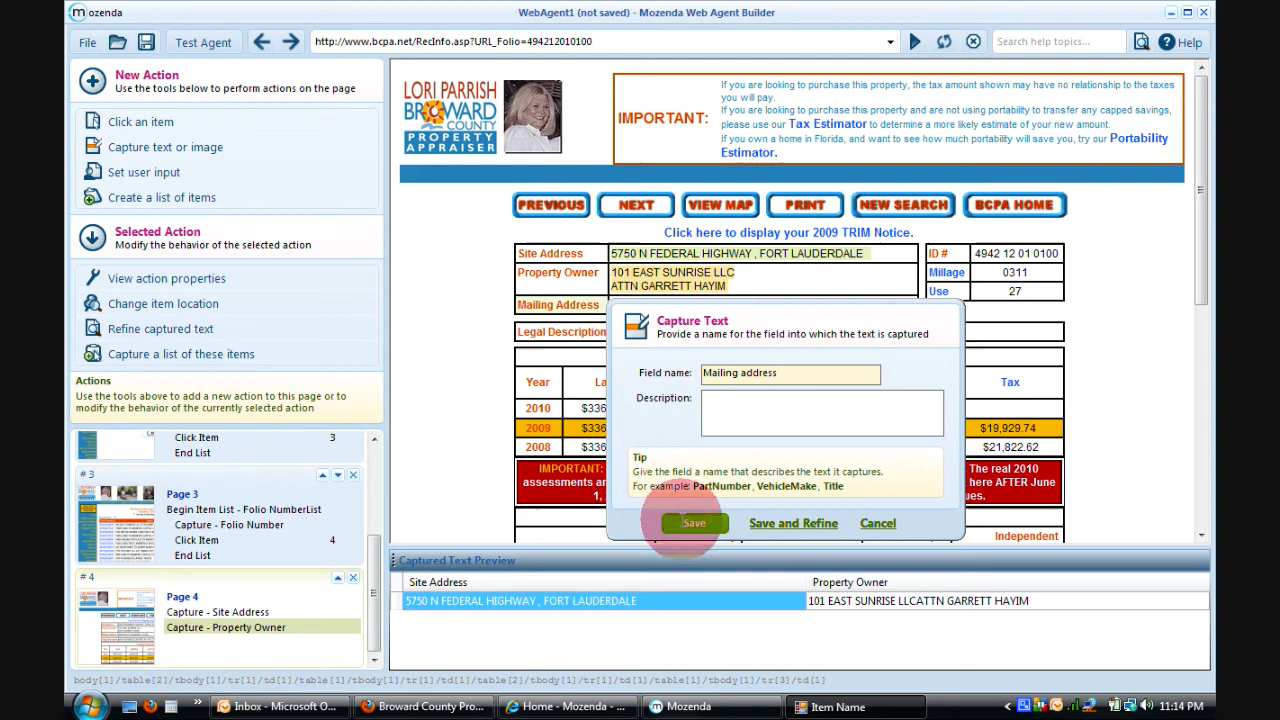 mozenda
WebAgent1 (not saved) - Mozenda Web Agent Builder
File
Test Agent
http://www.bcpa.net/RecInfo.asp?URL_Folio=494212010100
Search help topics...
Help
New Action
Use the tools below to perform actions on the page
Click an item
Capture text or image
Set user input
Create a list of items
Selected Action
Modify the behavior of the selected action
View action properties
Change item location
Refine captured text
Capture a list of these items
Actions
Use the tools above to add a new action to this page or to
modify the behavior of the currently selected action
Click Item 3
End List
# 3
Page 3
Begin Item List - Folio NumberList
Capture - Folio Number
Click Item 4
End List
# 4
Page 4
Capture - Site Address
Capture - Property Owner
LORI PARRISH
BROWARD
COUNTY
PROPERTY
APPRAISER
IMPORTANT:
If you are looking to purchase this property, the tax amount shown may have no relationship to the taxes
you will pay.
If you are looking to purchase this property and are not using portability to transfer any capped savings,
please use our Tax Estimator to determine a more likely estimate of your new amount.
If you own a home in Florida, and want to see how much portability will save you, try our Portability
Estimator.
PREVIOUS NEXT VIEW MAP PRINT NEW SEARCH BCPA HOME
Click here to display your 2009 TRIM Notice.
Site Address 5750 N FEDERAL HIGHWAY , FORT LAUDERDALE
Property Owner 101 EAST SUNRISE LLC
ATTN GARRETT HAYIM
Mailing Address
Legal Description
ID # 4942 12 01 0100
Millage 0311
Use 27
Year La Tax
2010 $336
2009 $336 $19,929.74
2008 $336 $21,822.62
IMPORTANT: The real 2010
assessments a here AFTER June
1, ues.
Independent
Capture Text
Provide a name for the field into which the text is captured
Field name: Mailing address
Description:
Tip
Give the field a name that describes the text it captures.
For example: PartNumber, VehicleMake, Title
Save Save and Refine Cancel
Captured Text Preview
Site Address Property Owner
5750 N FEDERAL HIGHWAY , FORT LAUDERDALE 101 EAST SUNRISE LLCATTN GARRETT HAYIM
body[1]/table[2]/tbody[1]/tr[1]/td[1]/table[1]/tbody[1]/tr[1]/td[1]/table[2]/tbody[1]/tr[1]/td[1]/table[1]/tbody[1]/tr[3]/td[1]
Inbox - Microsoft O...
Broward County Pro...
Home - Mozenda - ...
Mozenda
Item Name
11:14 PM